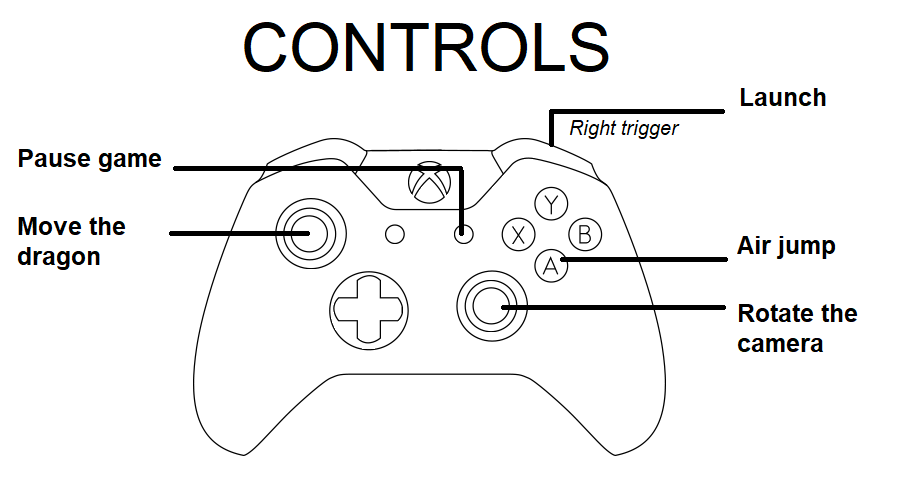 CONTROLS
Launch
Right trigger
Pause game
Move the
dragon
Y
X
B
A
Air jump
Rotate the
camera